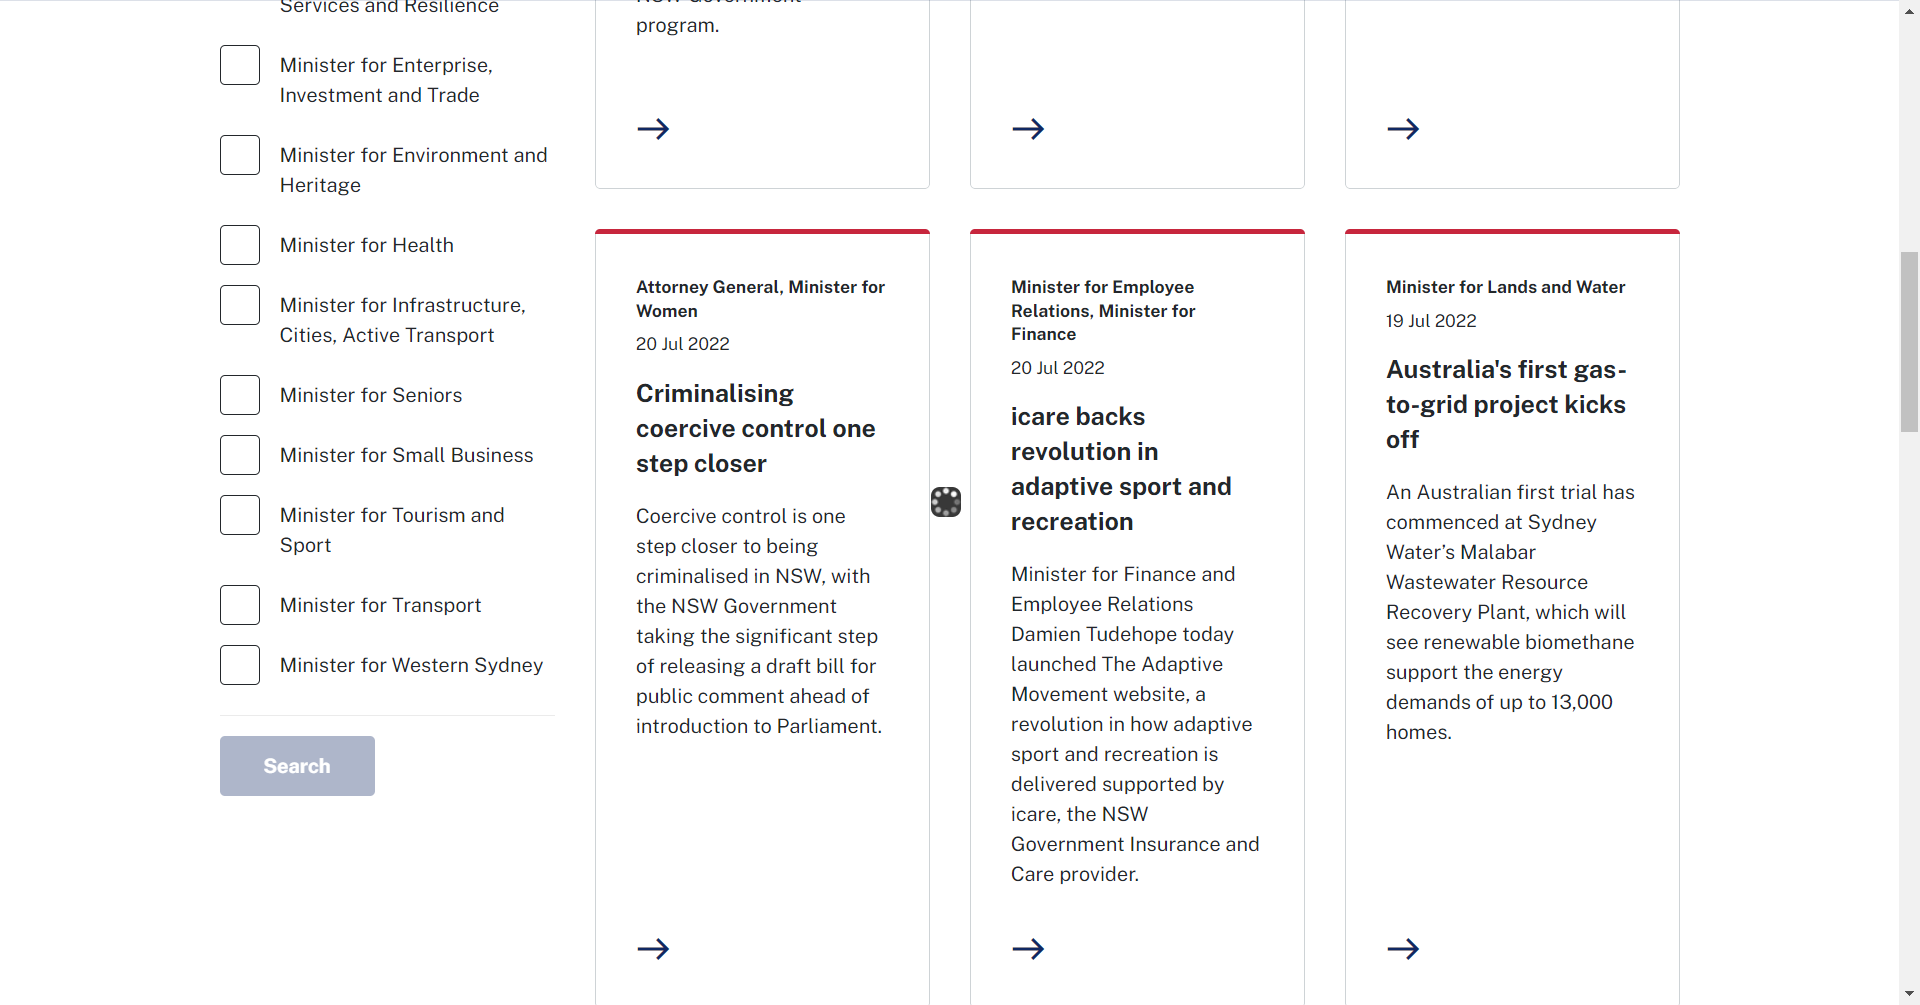 Services and Resilience
Minister for Enterprise,
Investment and Trade
Minister for Environment and
Heritage
Minister for Health
Minister for Infrastructure,
Cities, Active Transport
Minister for Seniors
Minister for Small Business
Minister for Tourism and
Sport
Minister for Transport
Minister for Western Sydney
Search
program.
Attorney General, Minister for
Women
20 Jul 2022
Criminalising
coercive control one
step closer
Coercive control is one
step closer to being
criminalised in NSW, with
the NSW Government
taking the significant step
of releasing a draft bill for
public comment ahead of
introduction to Parliament.
Minister for Employee
Relations, Minister for
Finance
20 Jul 2022
icare backs
revolution in
adaptive sport and
recreation
Minister for Finance and
Employee Relations
Damien Tudehope today
launched The Adaptive
Movement website, a
revolution in how adaptive
sport and recreation is
delivered supported by
icare, the NSW
Government Insurance and
Care provider.
Minister for Lands and Water
19 Jul 2022
Australia's first gas-
to-grid project kicks
off
An Australian first trial has
commenced at Sydney
Water’s Malabar
Wastewater Resource
Recovery Plant, which will
see renewable biomethane
support the energy
demands of up to 13,000
homes.